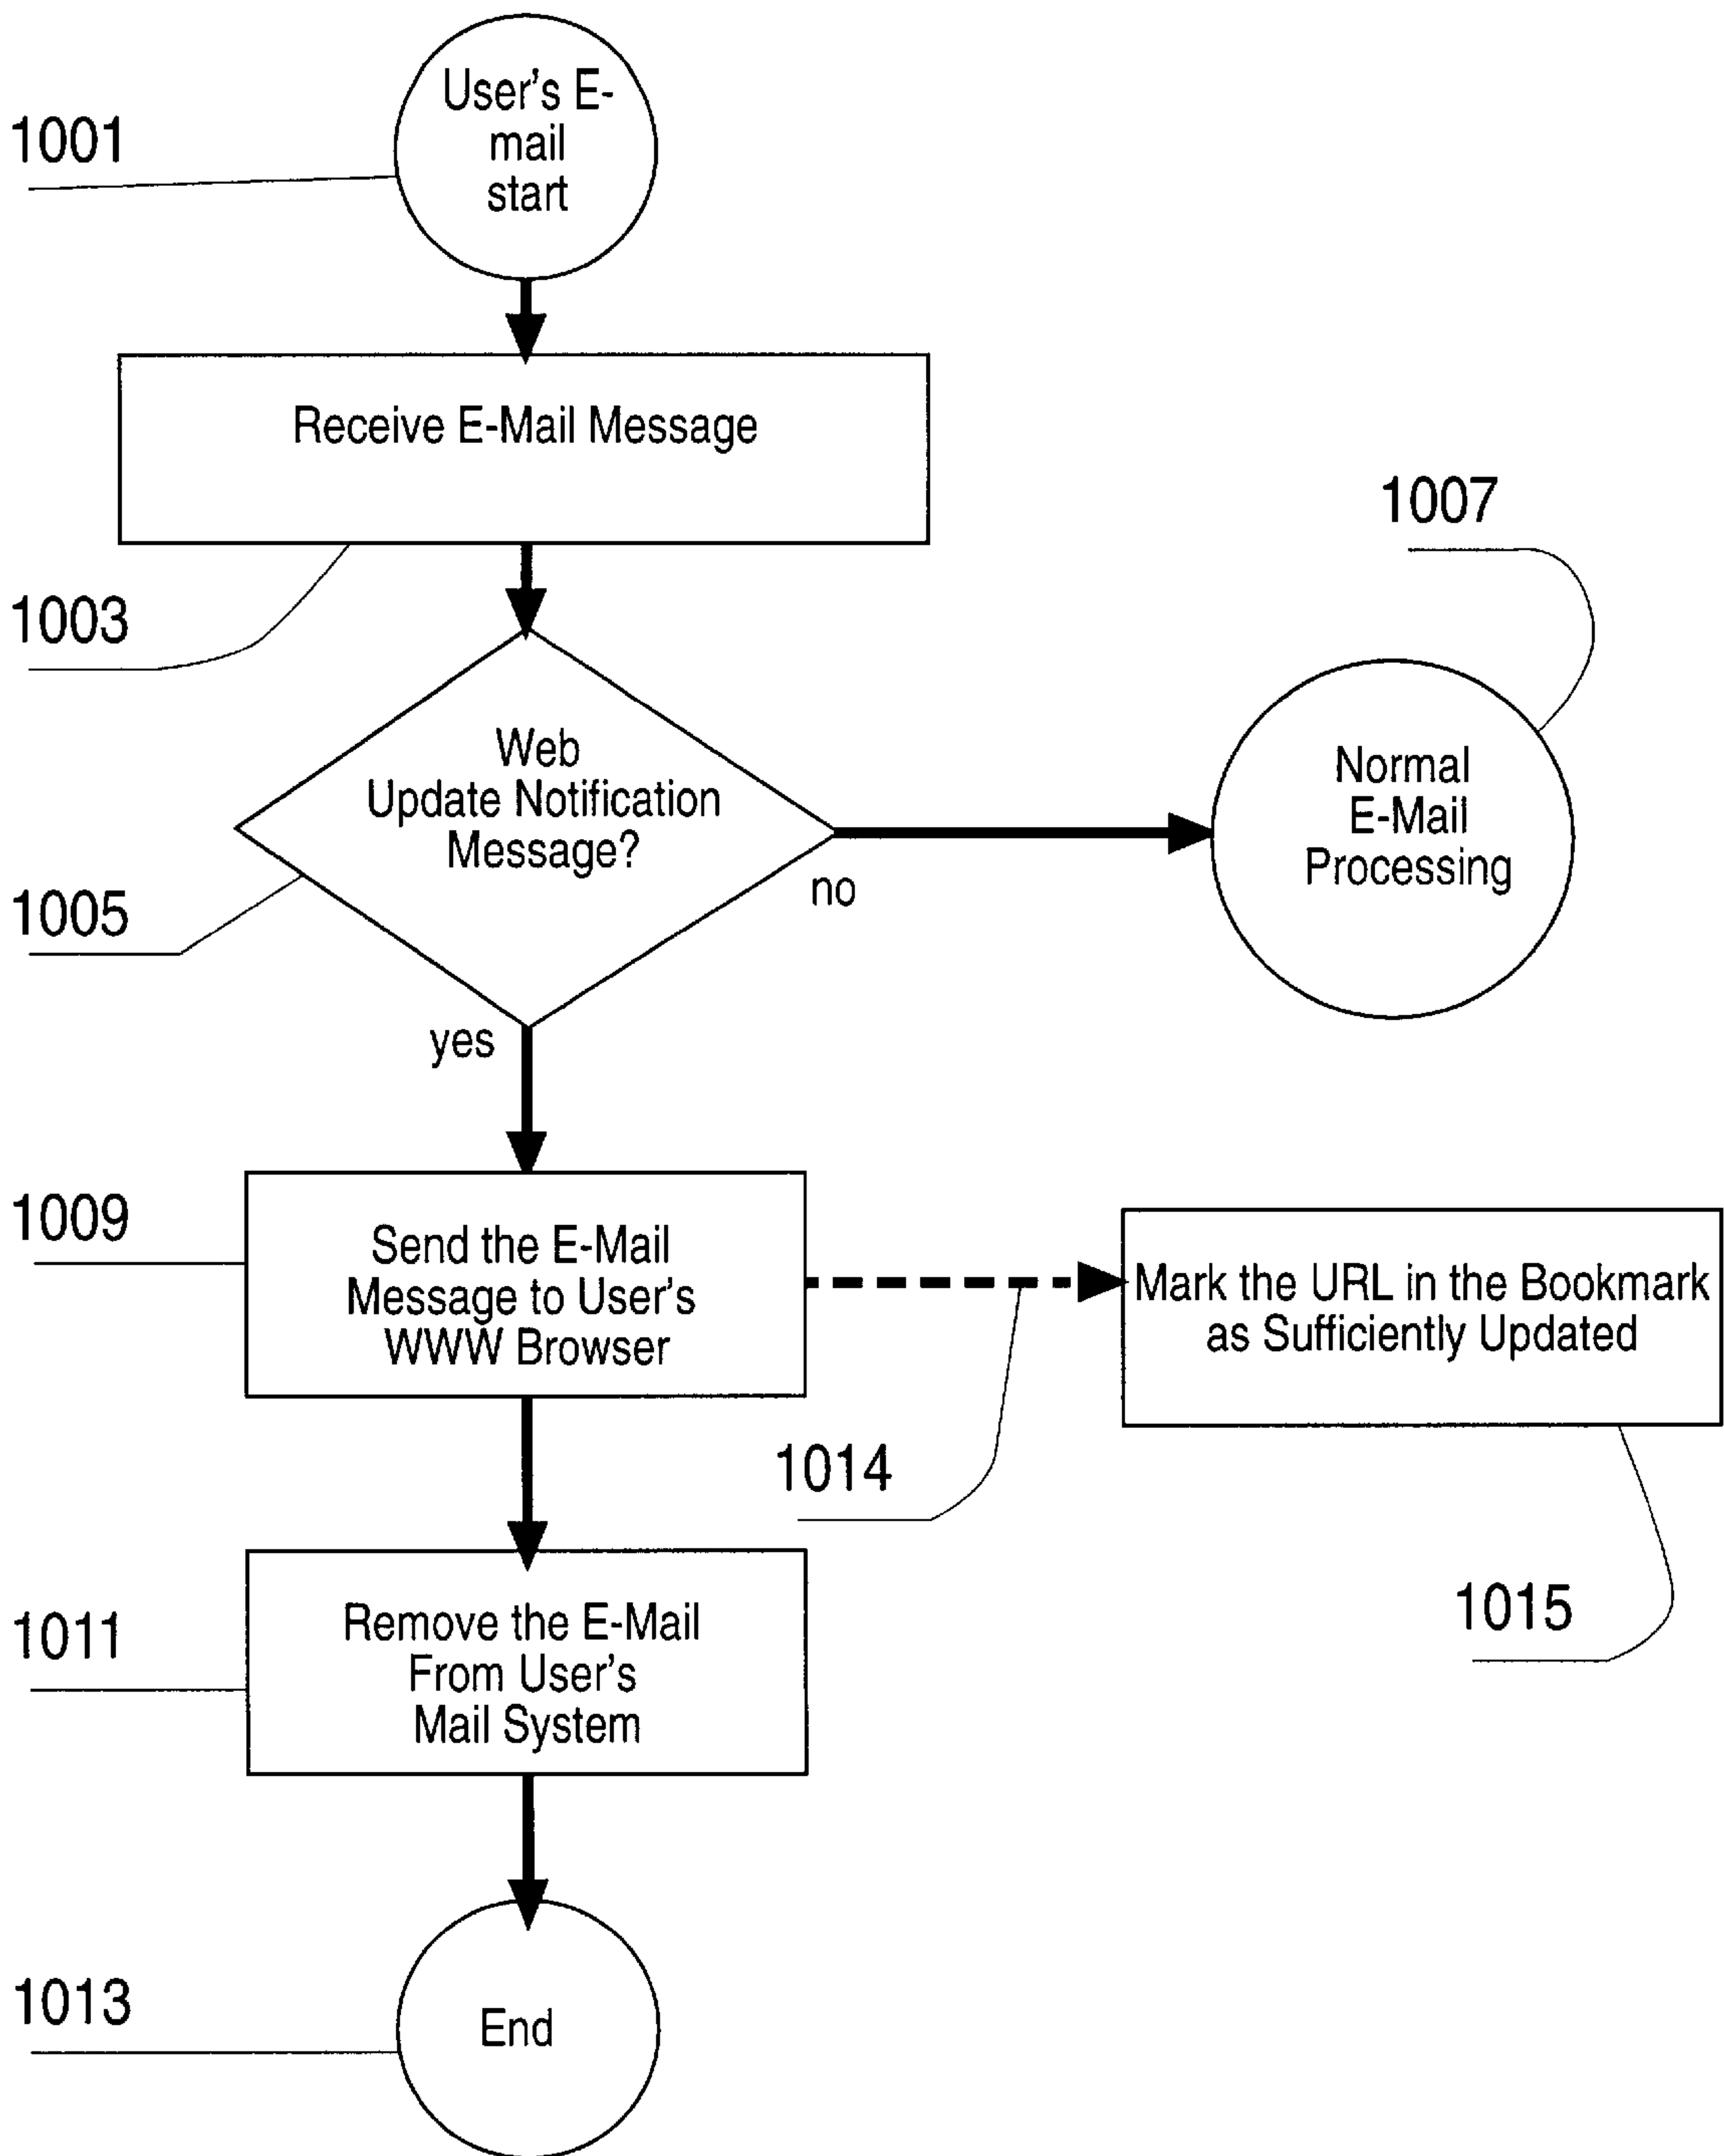 User's E-
mail
start
1001
Receive E-Mail Message
1003
1007
Web
Update Notification
Message?
1005
no
Normal
E-Mail
Processing
yes
1009
Send the E-Mail
Message to User's
WWW Browser
Mark the URL in the Bookmark
as Sufficiently Updated
1014
1015
1011
Remove the E-Mail
From User's
Mail System
1013
End